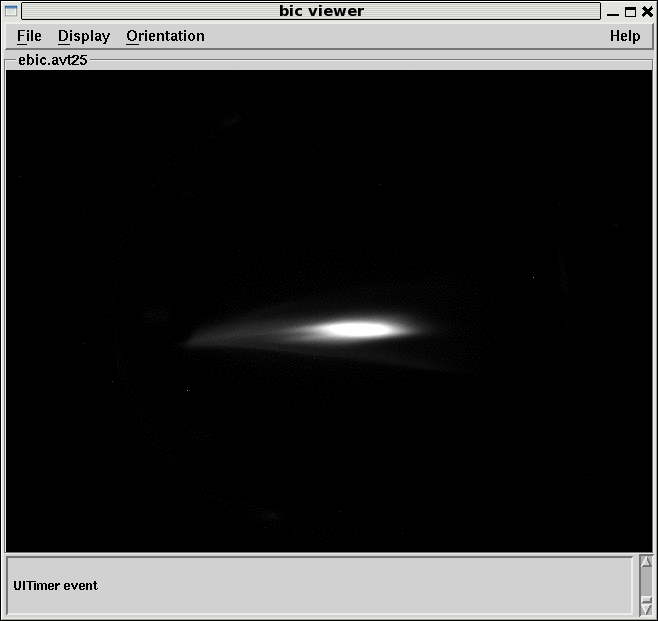 bic viewer
File Display Orientation Help
ebic.avt25
UITimer event